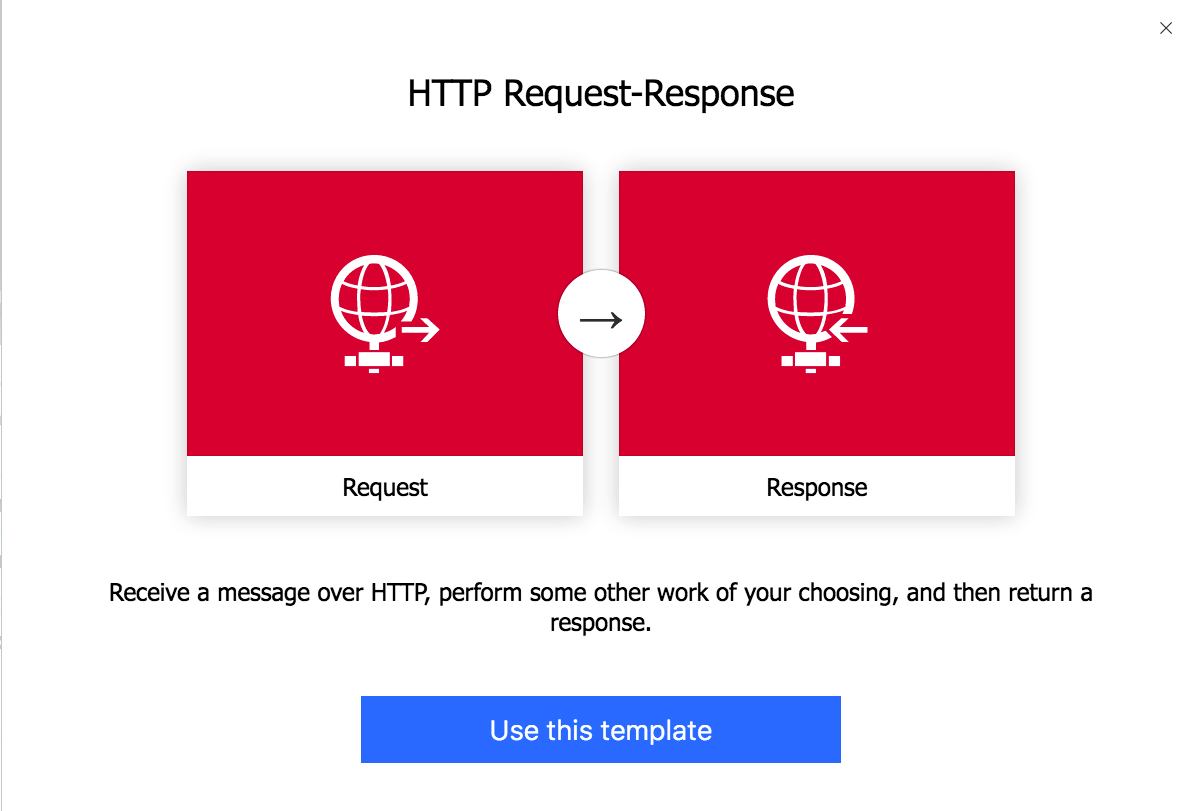 HTTP Request-Response
Request
Response
Receive a message over HTTP, perform some other work of your choosing, and then return a
response.
Use this template